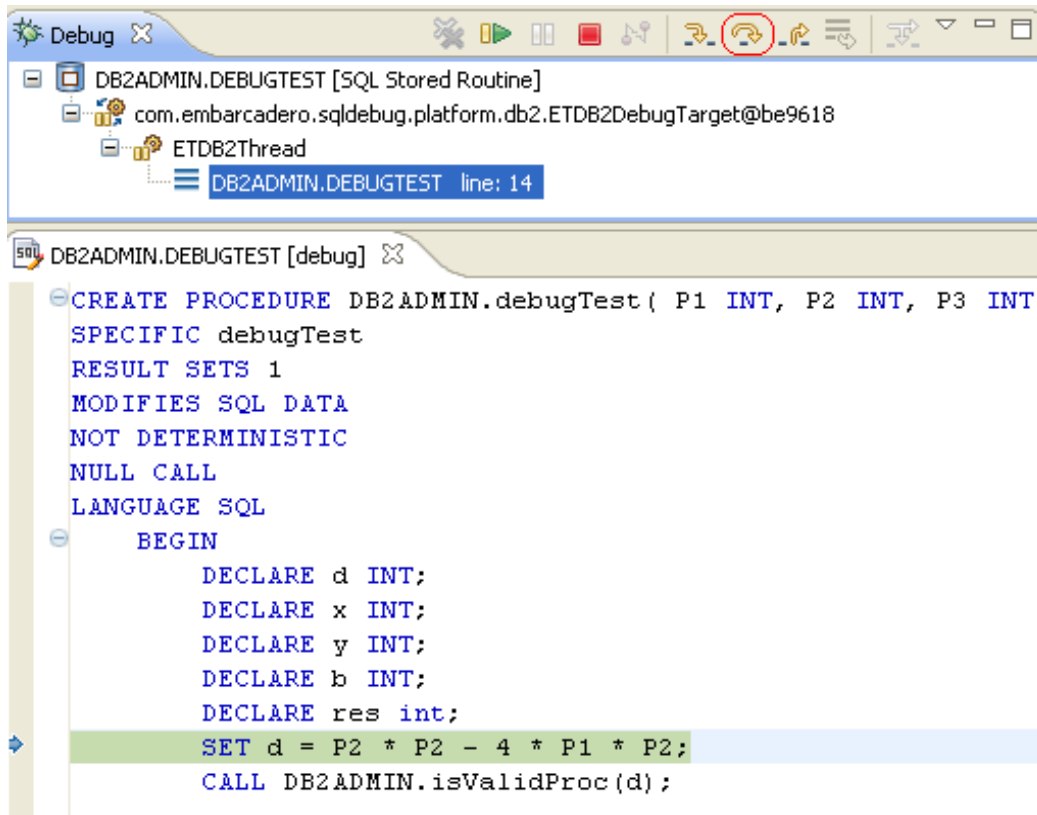 Debug
DB2ADMIN.DEBUGTEST [SQL Stored Routine]
com.embarcadero.sqldebug.platform.db2.ETDB2DebugTarget@be9618
ETDB2Thread
DB2ADMIN.DEBUGTEST line: 14
SQL DB2ADMIN.DEBUGTEST [debug]
CREATE PROCEDURE DB2ADMIN.debugTest( P1 INT, P2 INT, P3 INT
SPECIFIC debugTest
RESULT SETS 1
MODIFIES SQL DATA
NOT DETERMINISTIC
NULL CALL
LANGUAGE SQL
BEGIN
DECLARE d INT;
DECLARE x INT;
DECLARE y INT;
DECLARE b INT;
DECLARE res int;
SET d = P2 * P2 - 4 * P1 * P2;
CALL DB2ADMIN.isValidProc(d);